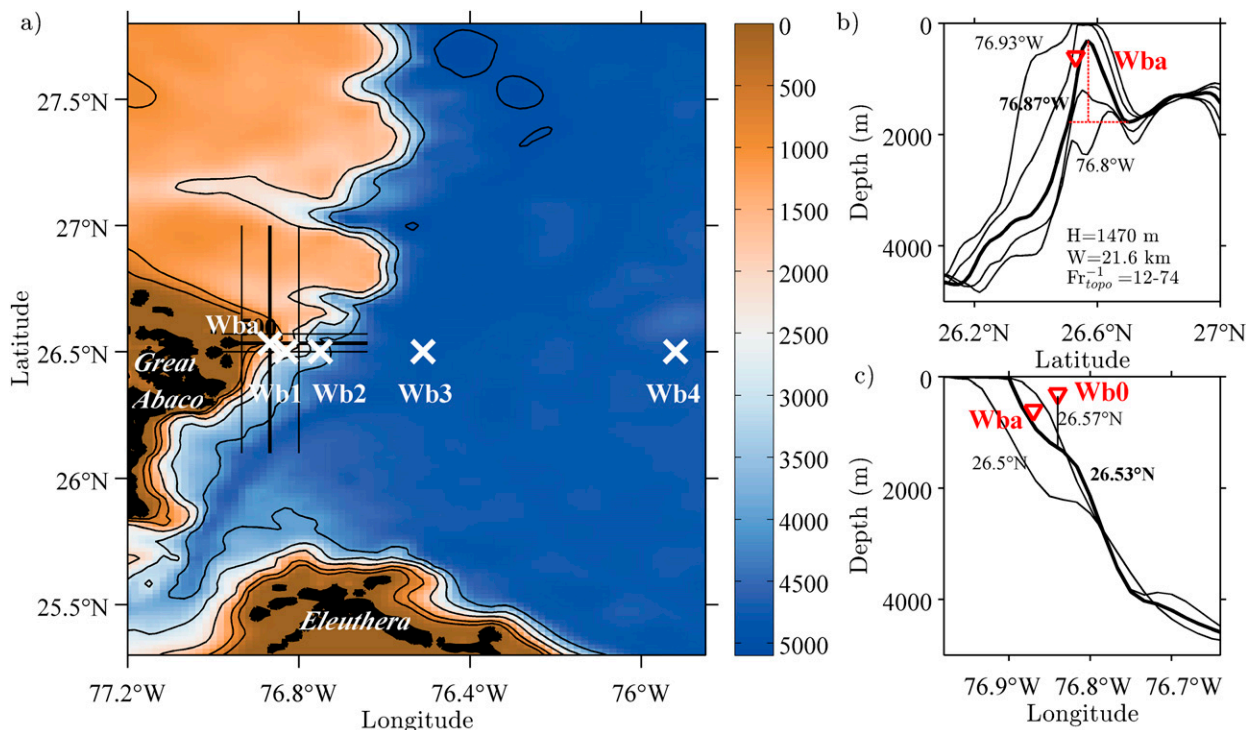 a)
27.5°N
27°N
26.5°N
26°N
25.5°N
Latitude
77.2°W
76.8°W
76.4°W
76°W
Longitude
Wba
Wb1
Wb2
Wb3
Wb4
Great
Abaco
Eleuthera
0
500
1000
1500
2000
2500
3000
3500
4000
4500
5000
b)
0
2000
4000
Depth (m)
76.93°W
Wba
76.87°W
76.8°W
H=1470 m
W=21.6 km
Fr⁻¹topo=12-74
26.2°N
26.6°N
27°N
Latitude
c)
0
2000
4000
Depth (m)
Wb0
Wba
26.57°N
26.5°N
26.53°N
76.9°W
76.8°W
76.7°W
Longitude